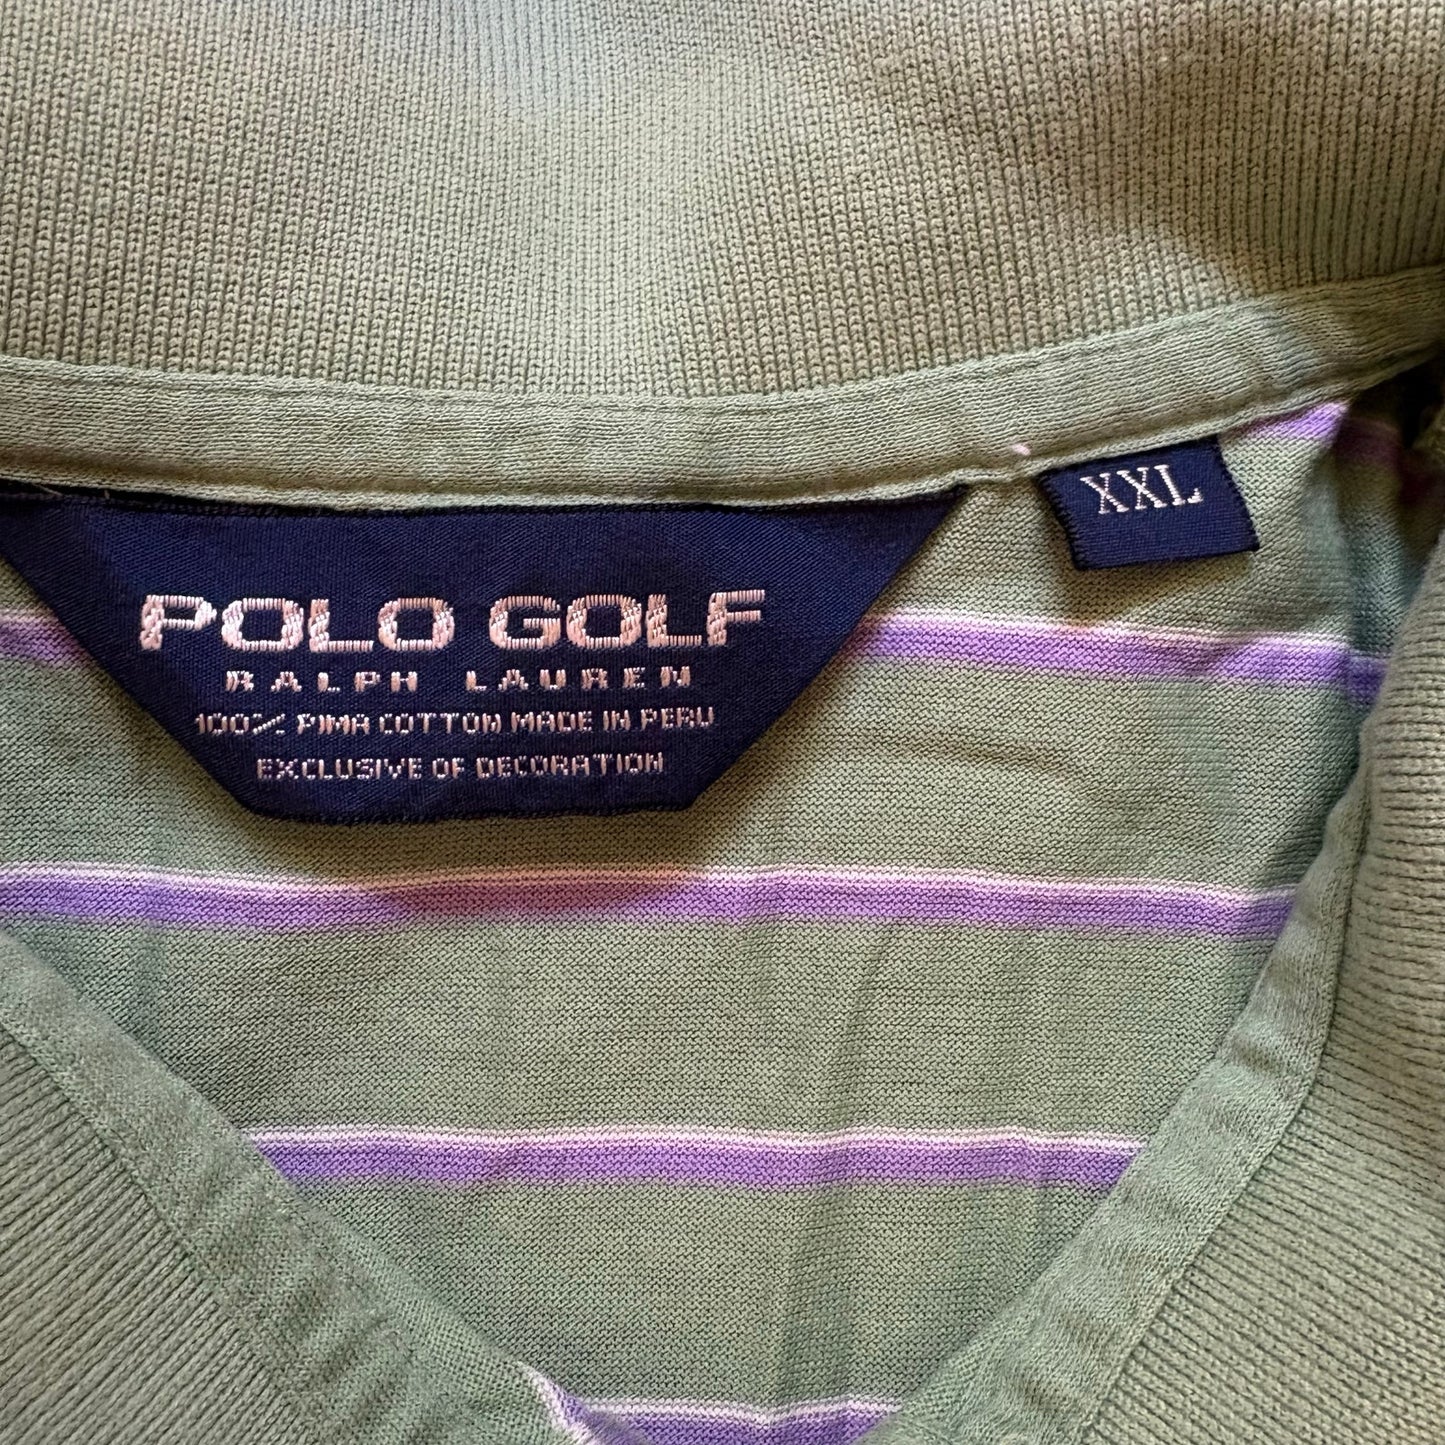 XXL
POLO GOLF
RALPH LAUREN
100% PIMA COTTON MADE IN PERU
EXCLUSIVE OF DECORATION